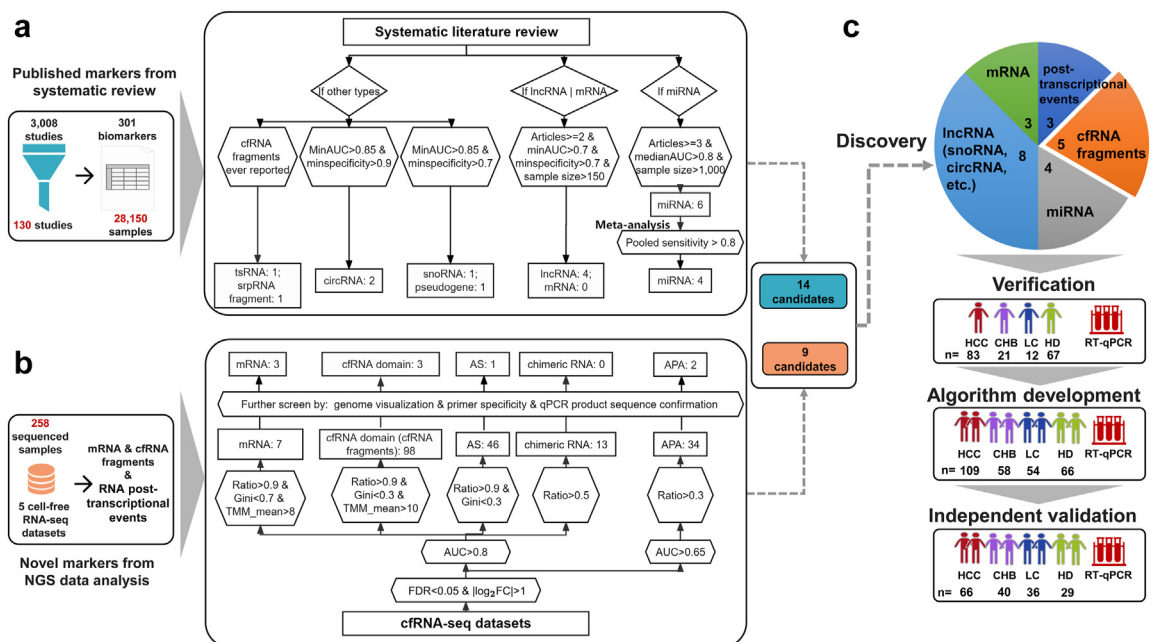 a
Published markers from
systematic review
3,008
studies
301
biomarkers
130 studies
28,150
samples
Systematic literature review
If other types
If lncRNA | mRNA
If miRNA
cfRNA
fragments
ever reported
MinAUC>0.85 &
minspecificity>0.9
MinAUC>0.85 &
minspecificity>0.7
Articles>=2 &
minAUC>0.7 &
minspecificity>0.7 &
sample size>150
Articles>=3 &
medianAUC>0.8 &
sample size>1,000
miRNA: 6
Meta-analysis
Pooled sensitivity > 0.8
tsRNA: 1;
srpRNA
fragment: 1
circRNA: 2
snoRNA: 1;
pseudogene: 1
lncRNA: 4;
mRNA: 0
miRNA: 4
14
candidates
9
candidates
b
258
sequenced
samples
5 cell-free
RNA-seq
datasets
mRNA & cfRNA
fragments
&
RNA post-
transcriptional
events
Novel markers from
NGS data analysis
mRNA: 3
cfRNA domain: 3
AS: 1
chimeric RNA: 0
APA: 2
Further screen by: genome visualization & primer specificity & qPCR product sequence confirmation
mRNA: 7
cfRNA domain (cfRNA
fragments): 98
AS: 46
chimeric RNA: 13
APA: 34
Ratio>0.9 &
Gini<0.7 &
TMM_mean>8
Ratio>0.9 &
Gini<0.3 &
TMM_mean>10
Ratio>0.9 &
Gini<0.3
Ratio>0.5
Ratio>0.3
AUC>0.8
AUC>0.65
FDR<0.05 & |log₂FC|>1
cfRNA-seq datasets
c
Discovery
mRNA
3
post-
transcriptional
events
3
cfRNA
fragments
5
lncRNA
(snoRNA,
circRNA,
etc.)
8
miRNA
4
Verification
HCC CHB LC HD RT-qPCR
n= 83 21 12 67
Algorithm development
HCC CHB LC HD RT-qPCR
n= 109 58 54 66
Independent validation
HCC CHB LC HD RT-qPCR
n= 66 40 36 29